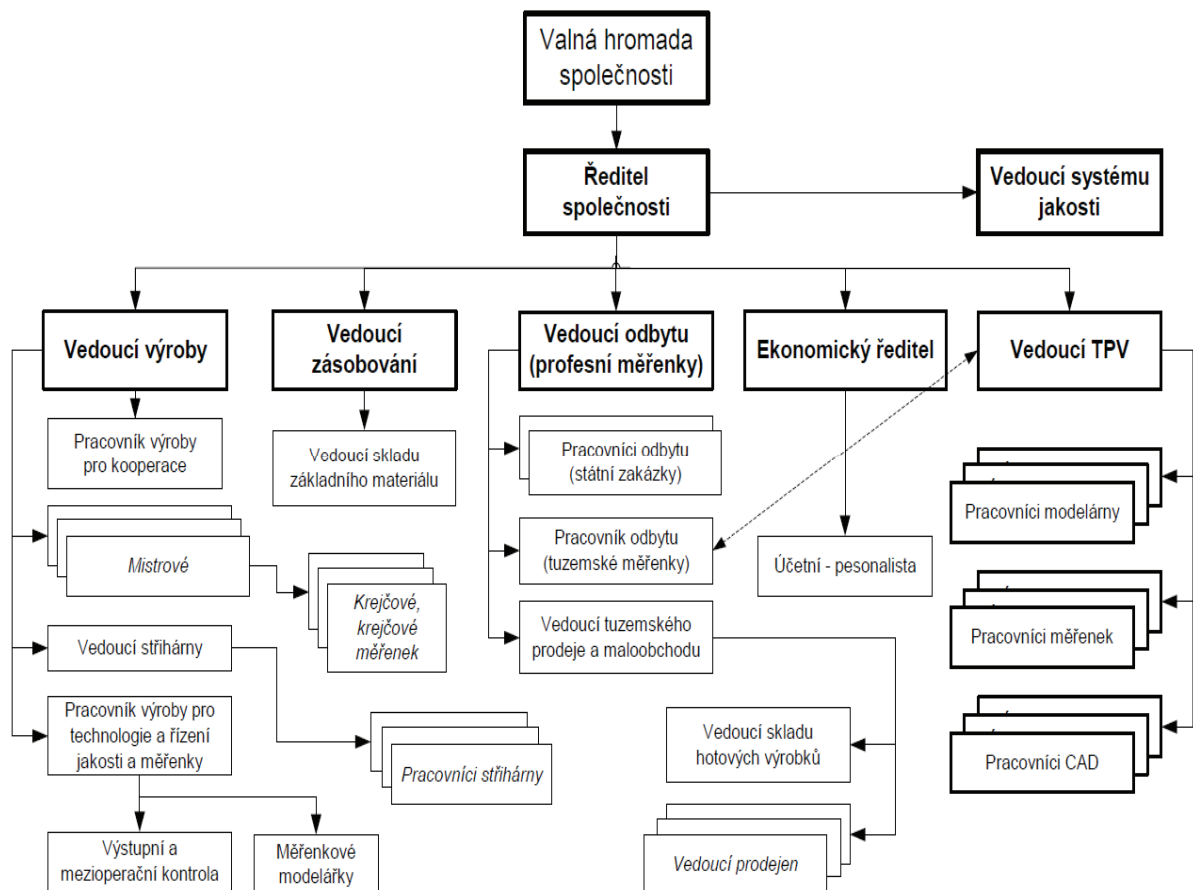 Valná hromada
společnosti
Ředitel
společnosti
Vedoucí systému
jakosti
Vedoucí výroby
Vedoucí
zásobování
Vedoucí odbytu
(profesní měřenky)
Ekonomický ředitel
Vedoucí TPV
Pracovník výroby
pro kooperace
Vedoucí skladu
základního materiálu
Pracovníci odbytu
(státní zakázky)
Pracovníci modelárny
Mistrové
Pracovník odbytu
(tuzemské měřenky)
Účetní - pesonalista
Krejčové,
krejčové
měřenek
Vedoucí střihárny
Vedoucí tuzemského
prodeje a maloobchodu
Pracovníci měřenek
Pracovník výroby pro
technologie a řízení
jakosti a měřenky
Pracovníci střihárny
Vedoucí skladu
hotových výrobků
Pracovníci CAD
Výstupní a
mezioperační kontrola
Měřenkové
modelářky
Vedoucí prodejen